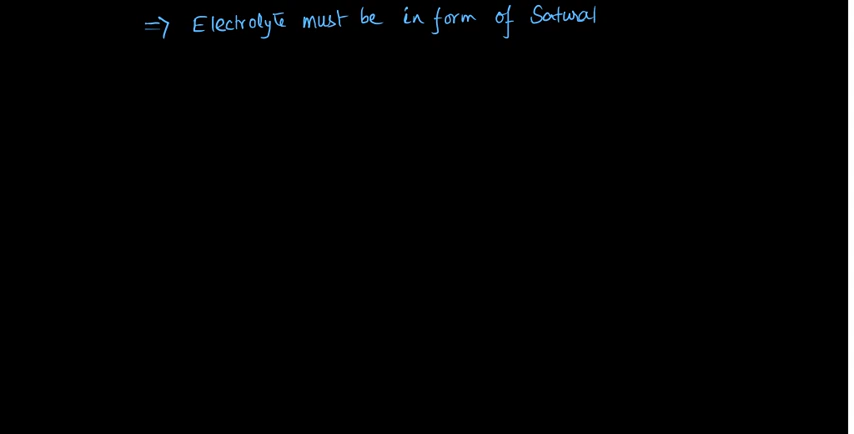 => Electrolyte must be in form of Satural